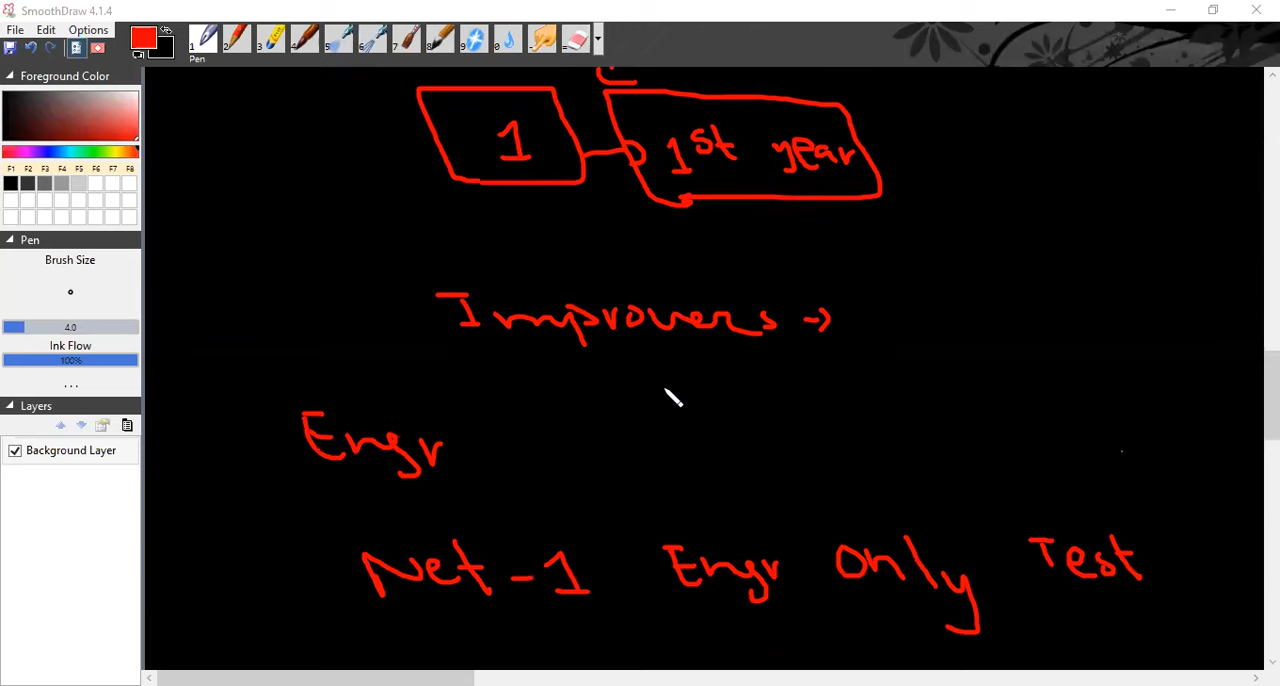 SmoothDraw 4.1.4
File Edit Options
Pen
Foreground Color
F1 F2 F3 F4 F5 F6 F7 F8
Pen
Brush Size
4.0
Ink Flow
100%
...
Layers
Background Layer
1 1st year
Improvers →
Engr
Net-1 Engr Only Test